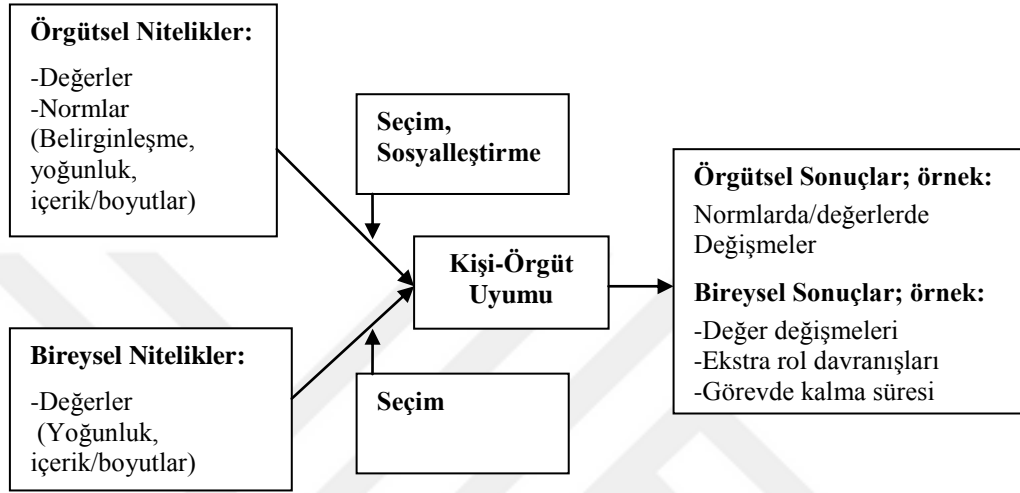 Örgütsel Nitelikler:
-Değerler
-Normlar
(Belirginleşme,
yoğunluk,
içerik/boyutlar)
Seçim,
Sosyalleştirme
Kişi-Örgüt
Uyumu
Örgütsel Sonuçlar; örnek:
Normlarda/değerlerde
Değişmeler
Bireysel Sonuçlar; örnek:
-Değer değişmeleri
-Ekstra rol davranışları
-Görevde kalma süresi
Bireysel Nitelikler:
-Değerler
(Yoğunluk,
içerik/boyutlar)
Seçim